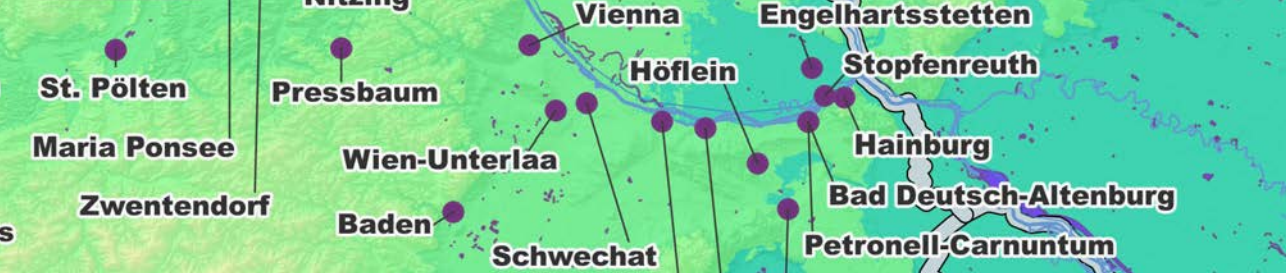 Nitzing
Vienna
Engelhartsstetten
St. Pölten
Pressbaum
Höflein
Stopfenreuth
Maria Ponsee
Wien-Unterlaa
Hainburg
Zwentendorf
Baden
Bad Deutsch-Altenburg
Schwechat
Petronell-Carnuntum
s